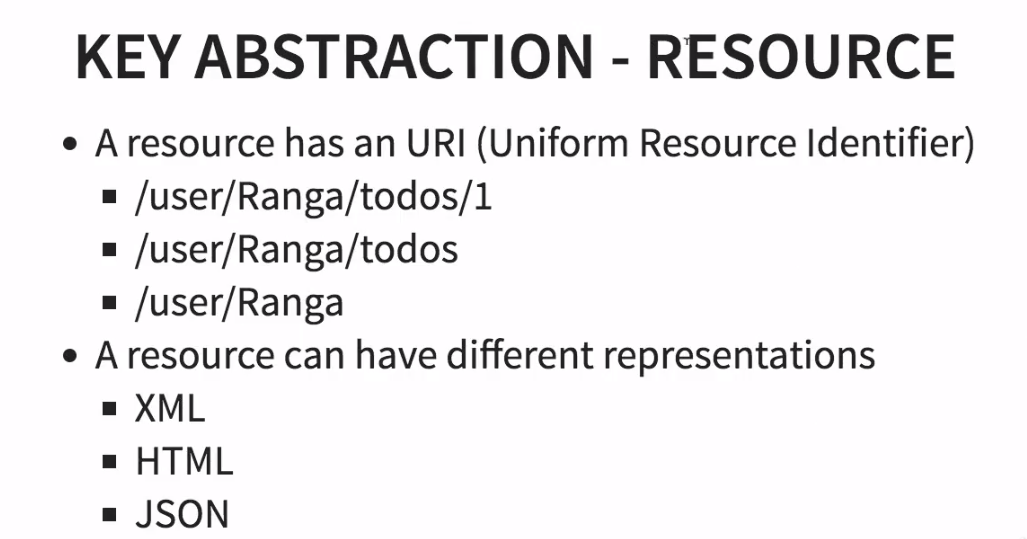 KEY ABSTRACTION - RESOURCE
• A resource has an URI (Uniform Resource Identifier)
▪ /user/Ranga/todos/1
▪ /user/Ranga/todos
▪ /user/Ranga
• A resource can have different representations
▪ XML
▪ HTML
▪ JSON